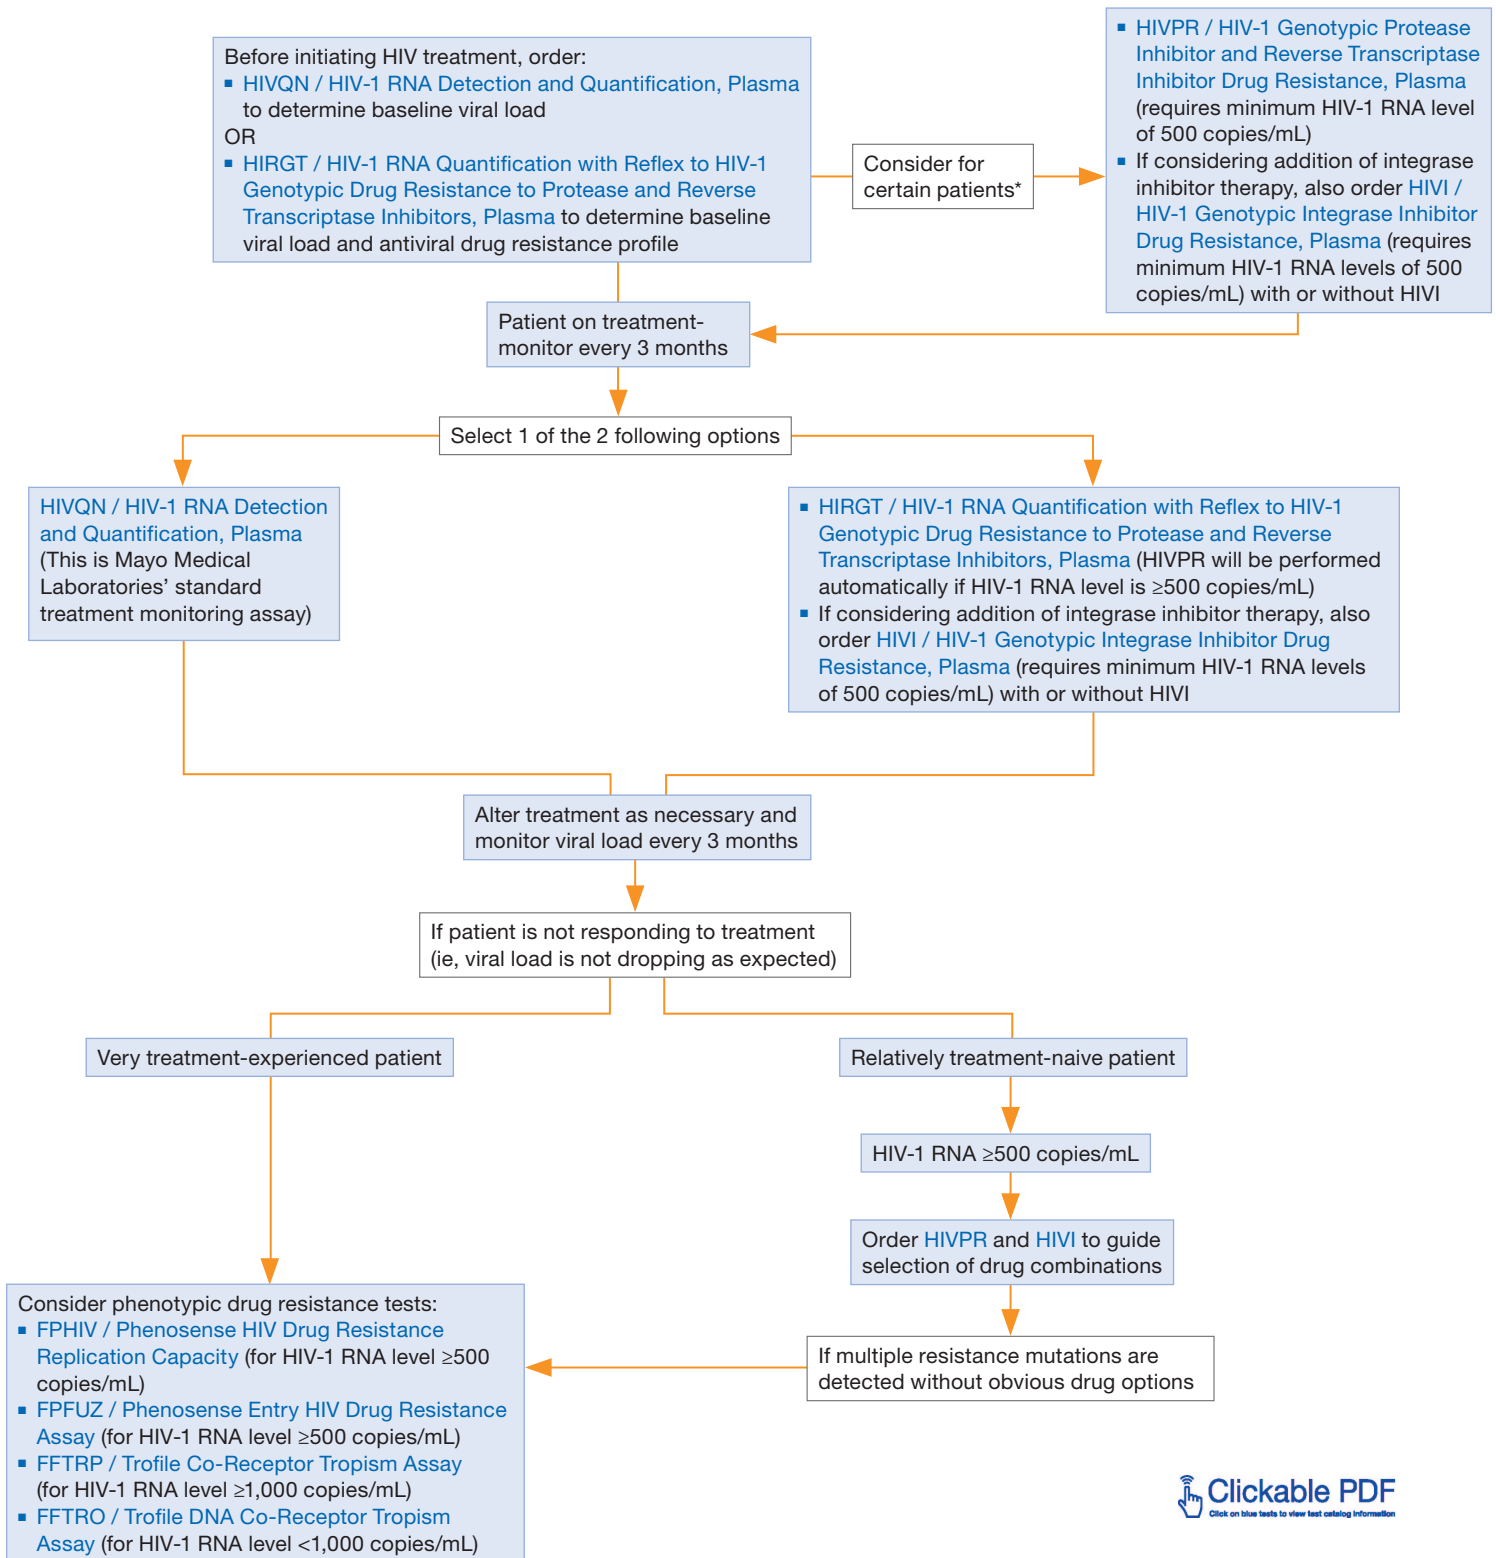 Before initiating HIV treatment, order:
▪ HIVQN / HIV-1 RNA Detection and Quantification, Plasma
to determine baseline viral load
OR
▪ HIRGT / HIV-1 RNA Quantification with Reflex to HIV-1
Genotypic Drug Resistance to Protease and Reverse
Transcriptase Inhibitors, Plasma to determine baseline
viral load and antiviral drug resistance profile
Consider for
certain patients*
▪ HIVPR / HIV-1 Genotypic Protease
Inhibitor and Reverse Transcriptase
Inhibitor Drug Resistance, Plasma
(requires minimum HIV-1 RNA level
of 500 copies/mL)
▪ If considering addition of integrase
inhibitor therapy, also order HIVI /
HIV-1 Genotypic Integrase Inhibitor
Drug Resistance, Plasma (requires
minimum HIV-1 RNA levels of 500
copies/mL) with or without HIVI
Patient on treatment-
monitor every 3 months
Select 1 of the 2 following options
HIVQN / HIV-1 RNA Detection
and Quantification, Plasma
(This is Mayo Medical
Laboratories’ standard
treatment monitoring assay)
▪ HIRGT / HIV-1 RNA Quantification with Reflex to HIV-1
Genotypic Drug Resistance to Protease and Reverse
Transcriptase Inhibitors, Plasma (HIVPR will be performed
automatically if HIV-1 RNA level is ≥500 copies/mL)
▪ If considering addition of integrase inhibitor therapy, also
order HIVI / HIV-1 Genotypic Integrase Inhibitor Drug
Resistance, Plasma (requires minimum HIV-1 RNA levels
of 500 copies/mL) with or without HIVI
Alter treatment as necessary and
monitor viral load every 3 months
If patient is not responding to treatment
(ie, viral load is not dropping as expected)
Very treatment-experienced patient
Relatively treatment-naive patient
HIV-1 RNA ≥500 copies/mL
Order HIVPR and HIVI to guide
selection of drug combinations
If multiple resistance mutations are
detected without obvious drug options
Consider phenotypic drug resistance tests:
▪ FPHIV / Phenosense HIV Drug Resistance
Replication Capacity (for HIV-1 RNA level ≥500
copies/mL)
▪ FPFUZ / Phenosense Entry HIV Drug Resistance
Assay (for HIV-1 RNA level ≥500 copies/mL)
▪ FFTRP / Trofile Co-Receptor Tropism Assay
(for HIV-1 RNA level ≥1,000 copies/mL)
▪ FFTRO / Trofile DNA Co-Receptor Tropism
Assay (for HIV-1 RNA level <1,000 copies/mL)
Clickable PDF
Click on blue tests to view test catalog information